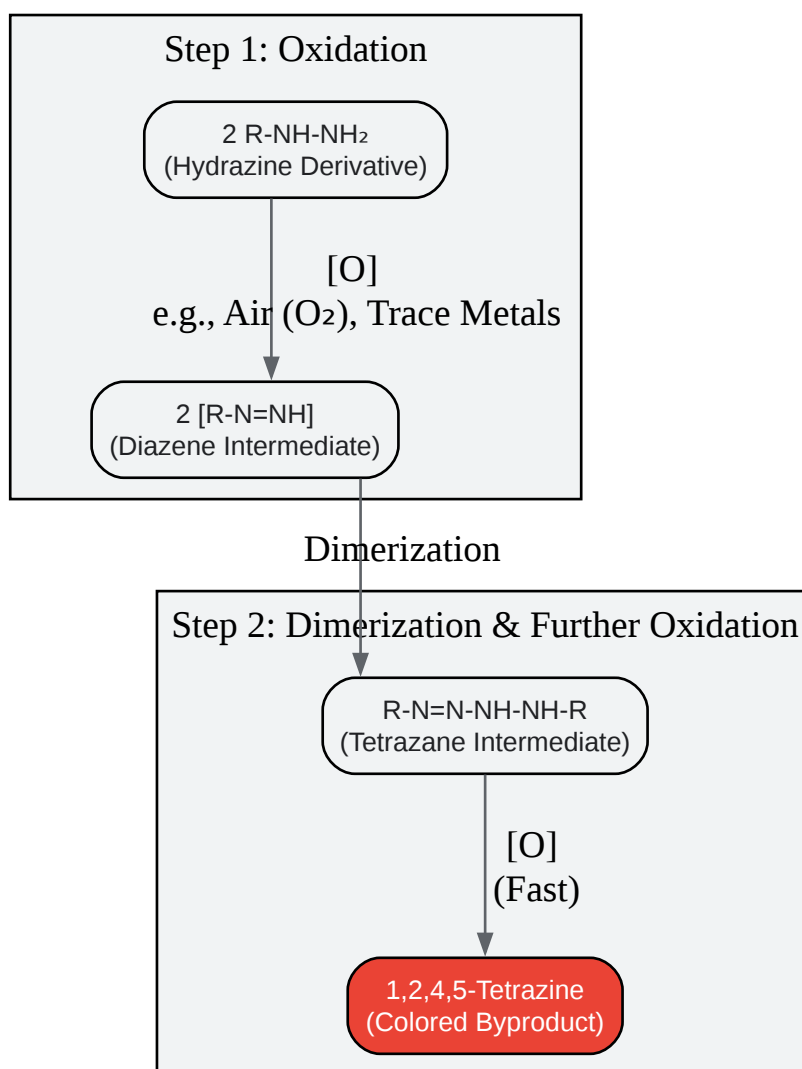 Step 1: Oxidation
2 R-NH-NH₂
(Hydrazine Derivative)
[O]
e.g., Air (O₂), Trace Metals
2 [R-N=NH]
(Diazene Intermediate)
Dimerization
Step 2: Dimerization & Further Oxidation
R-N=N-NH-NH-R
(Tetrazane Intermediate)
[O]
(Fast)
1,2,4,5-Tetrazine
(Colored Byproduct)